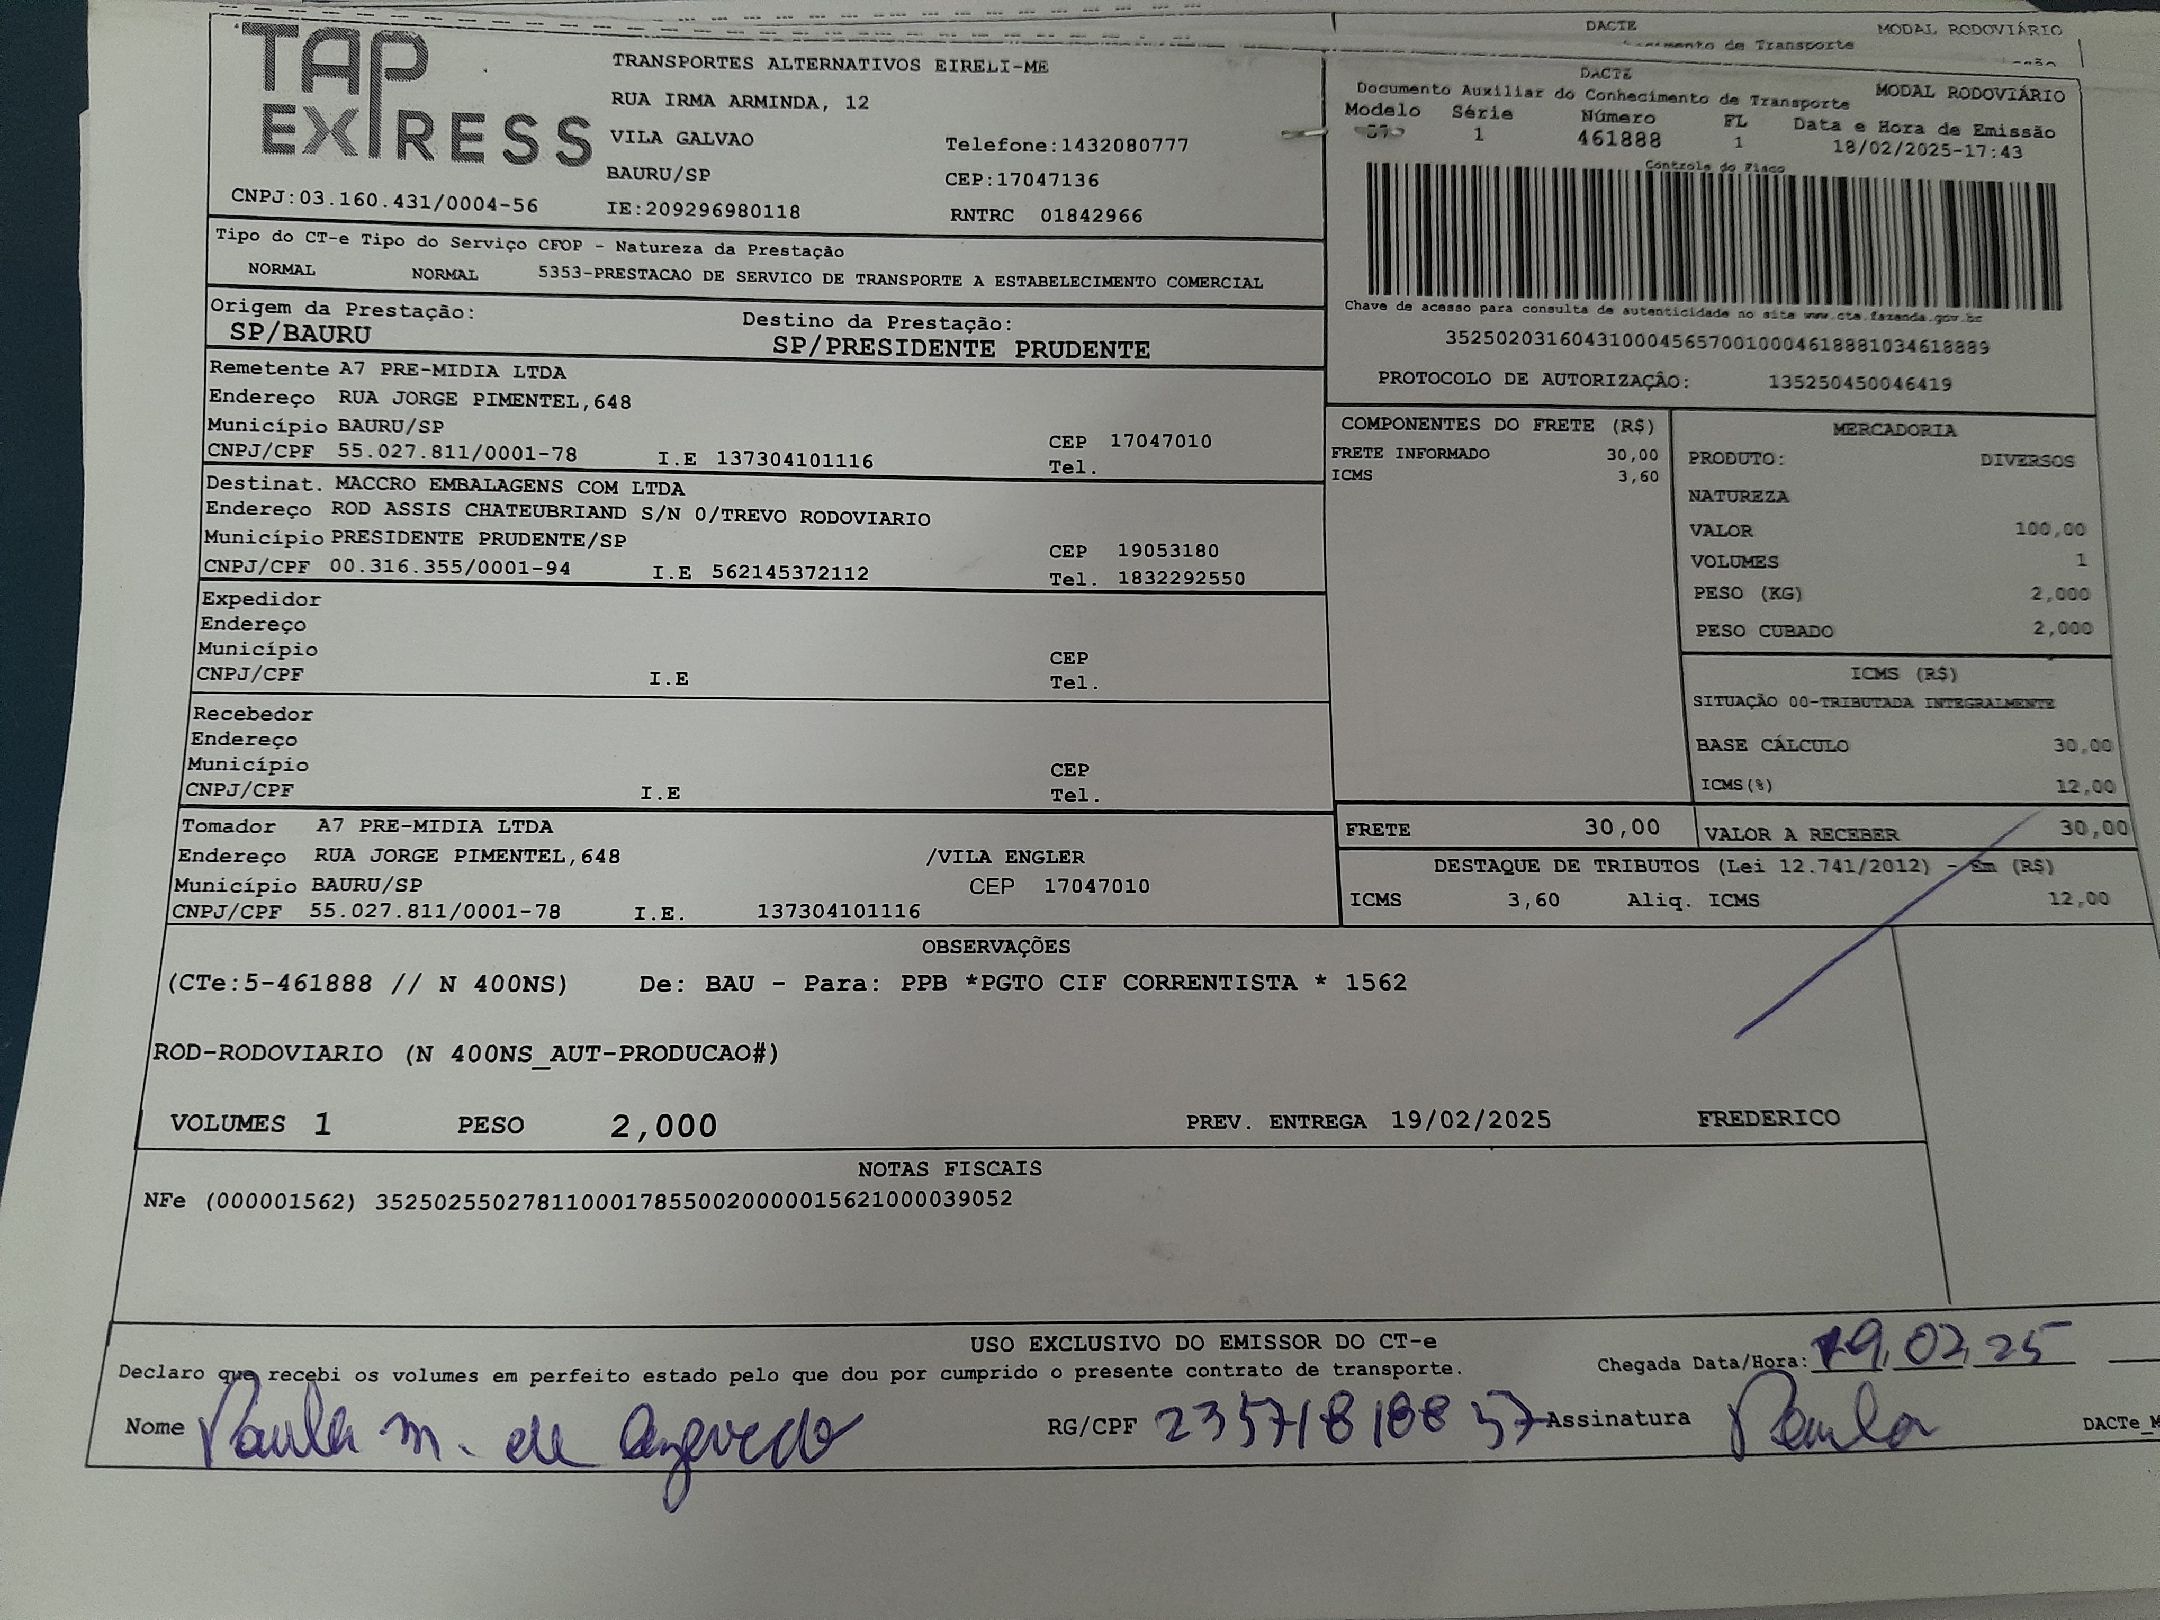 DACTE
MODAL RODOVIÁRIO
de Transporte
TAP
EXPRESS
CNPJ:03.160.431/0004-56
TRANSPORTES ALTERNATIVOS EIRELI-ME
RUA IRMA ARMINDA, 12
VILA GALVAO
Telefone:1432080777
BAURU/SP
CEP:17047136
IE:209296980118
RNTRC 01842966
DACTE
MODAL RODOVIÁRIO
Documento Auxiliar do Conhecimento de Transporte
Modelo Série Número FL Data e Hora de Emissão
1 461888 1 18/02/2025-17:43
Controle do Fisco
Chave de acesso para consulta de autenticidade no site www.cte.fazenda.gov.br
35250203160431000456570010004618881034618889
PROTOCOLO DE AUTORIZAÇÂO: 135250450046419
Tipo do CT-e Tipo do Serviço CFOP - Natureza da Prestação
NORMAL NORMAL 5353-PRESTACAO DE SERVICO DE TRANSPORTE A ESTABELECIMENTO COMERCIAL
Origem da Prestação: Destino da Prestação:
SP/BAURU SP/PRESIDENTE PRUDENTE
Remetente A7 PRE-MIDIA LTDA
Endereço RUA JORGE PIMENTEL,648
Município BAURU/SP CEP 17047010
CNPJ/CPF 55.027.811/0001-78 I.E 137304101116 Tel.
Destinat. MACCRO EMBALAGENS COM LTDA
Endereço ROD ASSIS CHATEUBRIAND S/N 0/TREVO RODOVIARIO
Município PRESIDENTE PRUDENTE/SP CEP 19053180
CNPJ/CPF 00.316.355/0001-94 I.E 562145372112 Tel. 1832292550
Expedidor
Endereço
Município CEP
CNPJ/CPF I.E Tel.
Recebedor
Endereço
Município CEP
CNPJ/CPF I.E Tel.
Tomador A7 PRE-MIDIA LTDA
Endereço RUA JORGE PIMENTEL,648 /VILA ENGLER
Município BAURU/SP CEP 17047010
CNPJ/CPF 55.027.811/0001-78 I.E. 137304101116
COMPONENTES DO FRETE (R$)
FRETE INFORMADO 30,00
ICMS 3,60
MERCADORIA
PRODUTO: DIVERSOS
NATUREZA
VALOR 100,00
VOLUMES 1
PESO (KG) 2,000
PESO CUBADO 2,000
ICMS (R$)
SITUAÇÃO 00-TRIBUTADA INTEGRALMENTE
BASE CÁLCULO 30,00
ICMS(%) 12,00
FRETE 30,00 VALOR A RECEBER 30,00
DESTAQUE DE TRIBUTOS (Lei 12.741/2012) - Em (R$)
ICMS 3,60 Aliq. ICMS 12,00
OBSERVAÇÕES
(CTe:5-461888 // N 400NS) De: BAU - Para: PPB *PGTO CIF CORRENTISTA * 1562
ROD-RODOVIARIO (N 400NS_AUT-PRODUCAO#)
VOLUMES 1 PESO 2,000 PREV. ENTREGA 19/02/2025 FREDERICO
NOTAS FISCAIS
NFe (000001562) 35250255027811000178550020000015621000039052
USO EXCLUSIVO DO EMISSOR DO CT-e
Declaro que recebi os volumes em perfeito estado pelo que dou por cumprido o presente contrato de transporte. Chegada Data/Hora: 19,02,25
Nome Paula m. de Azevedo RG/CPF Assinatura Paula